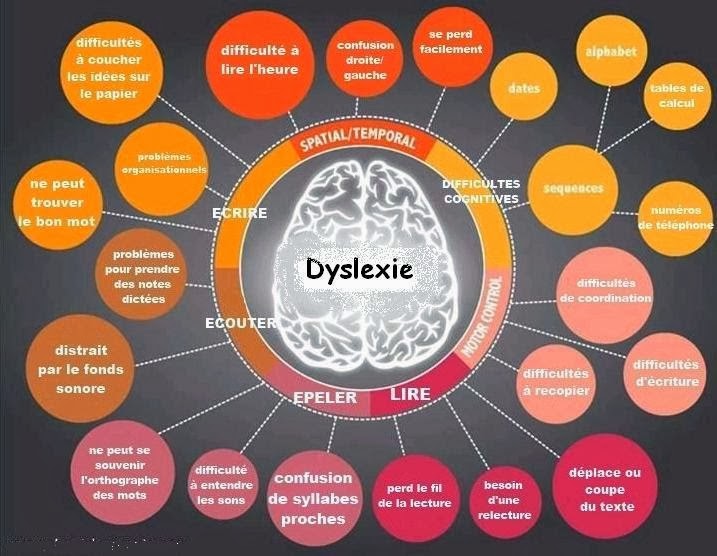 difficultés
à coucher
les idées sur
le papier
difficulté à
lire l'heure
confusion
droite/
gauche
se perd
facilement
dates
alphabet
tables de
calcul
sequences
numéros
de téléphone
problèmes
organisationnels
ne peut
trouver
le bon mot
SPATIAL/TEMPORAL
DIFFICULTES
COGNITIVES
ECRIRE
Dyslexie
problèmes
pour prendre
des notes
dictées
ECOUTER
MOTOR CONTROL
difficultés
de coordination
distrait
par le fonds
sonore
difficultés
à recopier
difficultés
d'écriture
EPELER
LIRE
ne peut se
souvenir
l'orthographe
des mots
difficulté
à entendre
les sons
confusion
de syllabes
proches
perd le fil
de la lecture
besoin
d'une
relecture
déplace ou
coupe
du texte